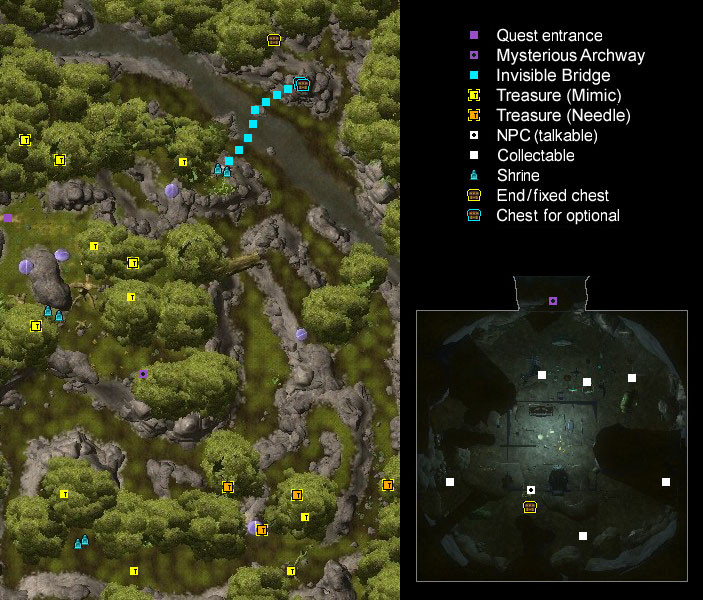 Quest entrance
Mysterious Archway
Invisible Bridge
Treasure (Mimic)
Treasure (Needle)
NPC (talkable)
Collectable
Shrine
End/fixed chest
Chest for optional